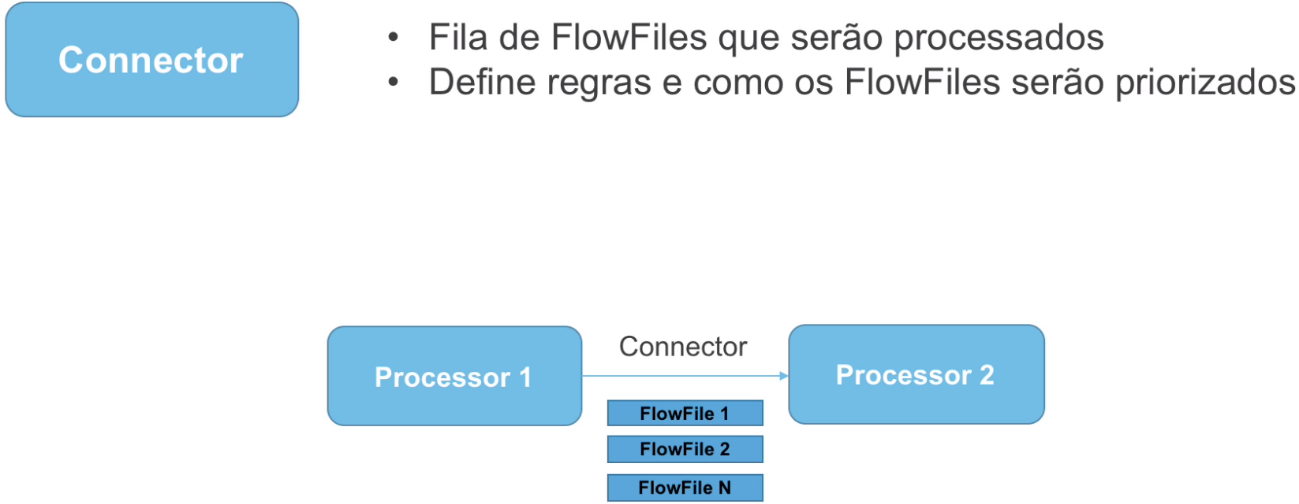 Connector
• Fila de FlowFiles que serão processados
• Define regras e como os FlowFiles serão priorizados
Connector
Processor 1
Processor 2
FlowFile 1
FlowFile 2
FlowFile N